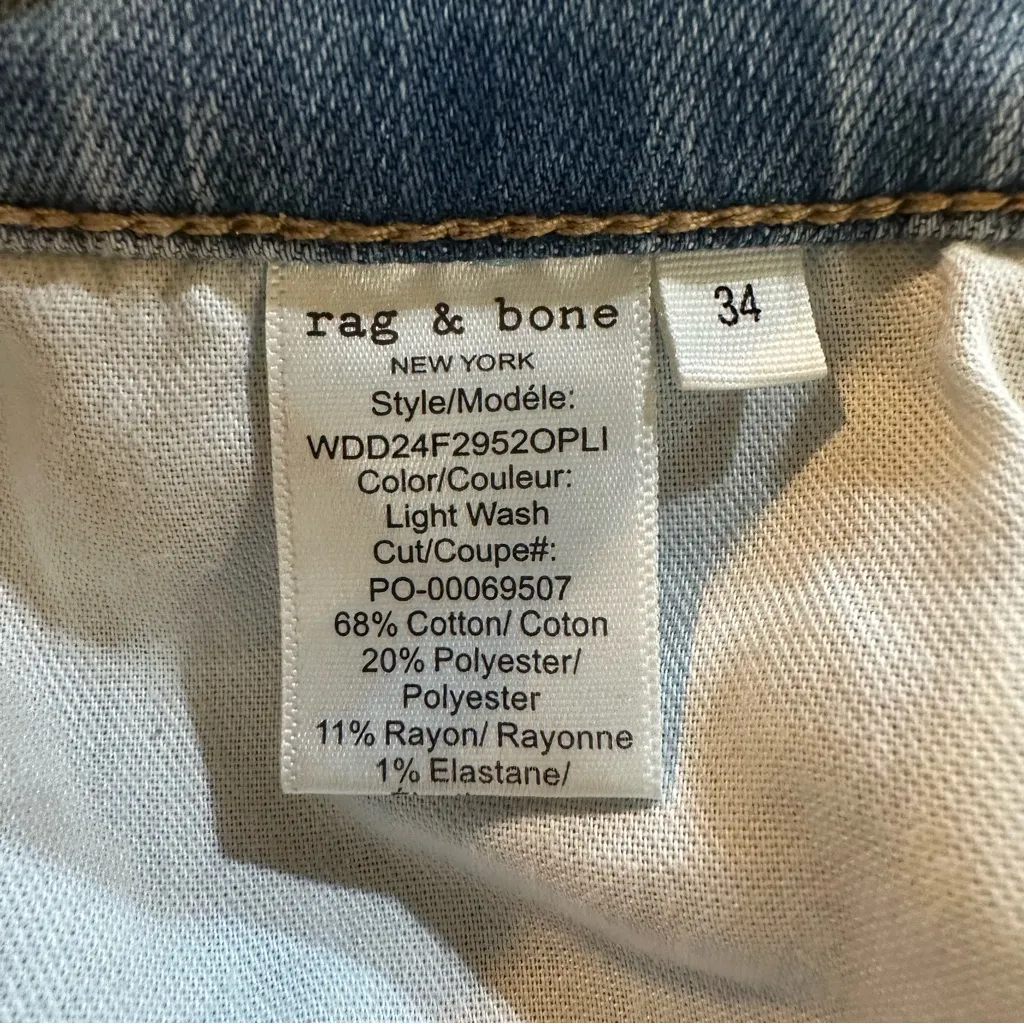 rag & bone
34
NEW YORK
Style/Modéle:
WDD24F2952OPLI
Color/Couleur:
Light Wash
Cut/Coupe#:
PO-00069507
68% Cotton/ Coton
20% Polyester/
Polyester
11% Rayon/ Rayonne
1% Elastane/